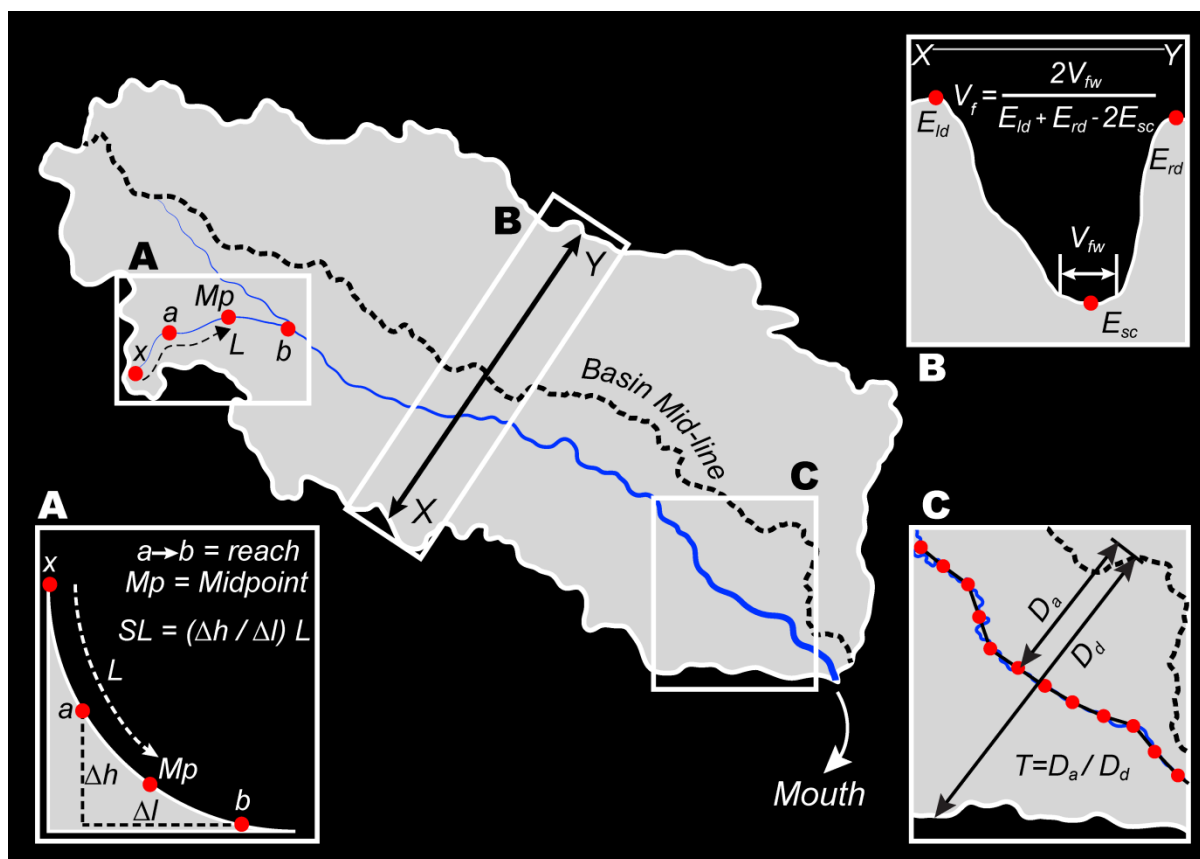 B
Y
A
Mp
a
L
x
b
Basin Mid-line
X
C
Mouth
A
x
a→b = reach
Mp = Midpoint
SL = (Δh / Δl) L
L
a
Mp
Δh
Δl
b
X Y
V_f = 2V_fw / E_ld + E_rd - 2E_sc
E_ld
E_rd
V_fw
E_sc
B
C
D_a
D_d
T=D_a / D_d